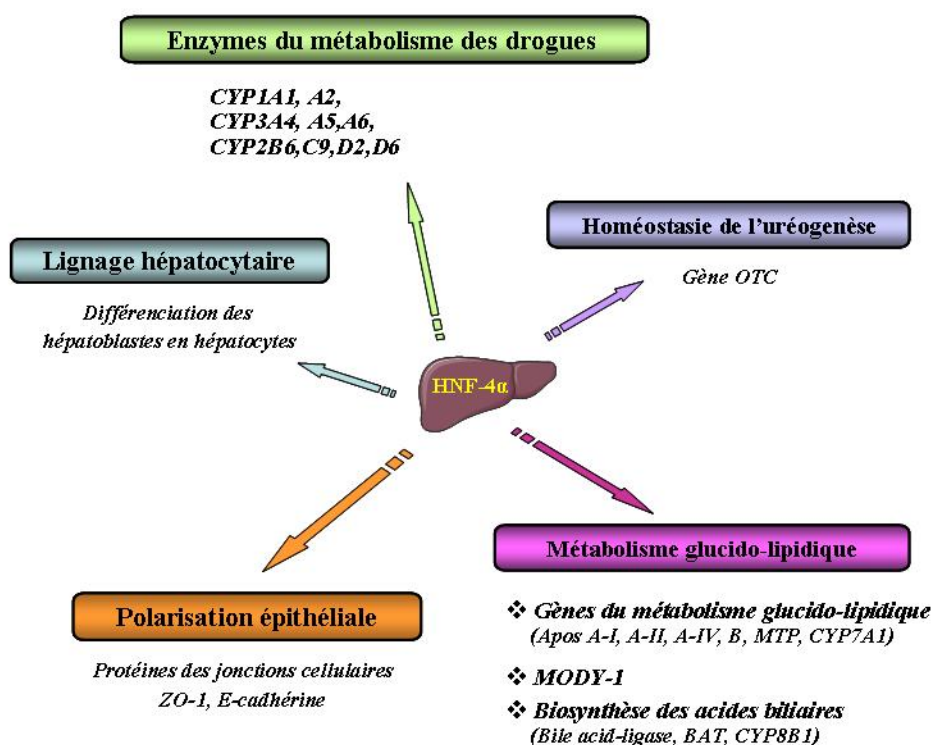 Enzymes du métabolisme des drogues
CYP1A1, A2,
CYP3A4, A5,A6,
CYP2B6,C9,D2,D6
Homéostasie de l'uréogenèse
Gène OTC
Lignage hépatocytaire
Différenciation des
hépatoblastes en hépatocytes
HNF-4α
Métabolisme glucido-lipidique
❖ Gènes du métabolisme glucido-lipidique
(Apos A-I, A-II, A-IV, B, MTP, CYP7A1)
❖ MODY-1
❖ Biosynthèse des acides biliaires
(Bile acid-ligase, BAT, CYP8B1)
Polarisation épithéliale
Protéines des jonctions cellulaires
ZO-1, E-cadhérine